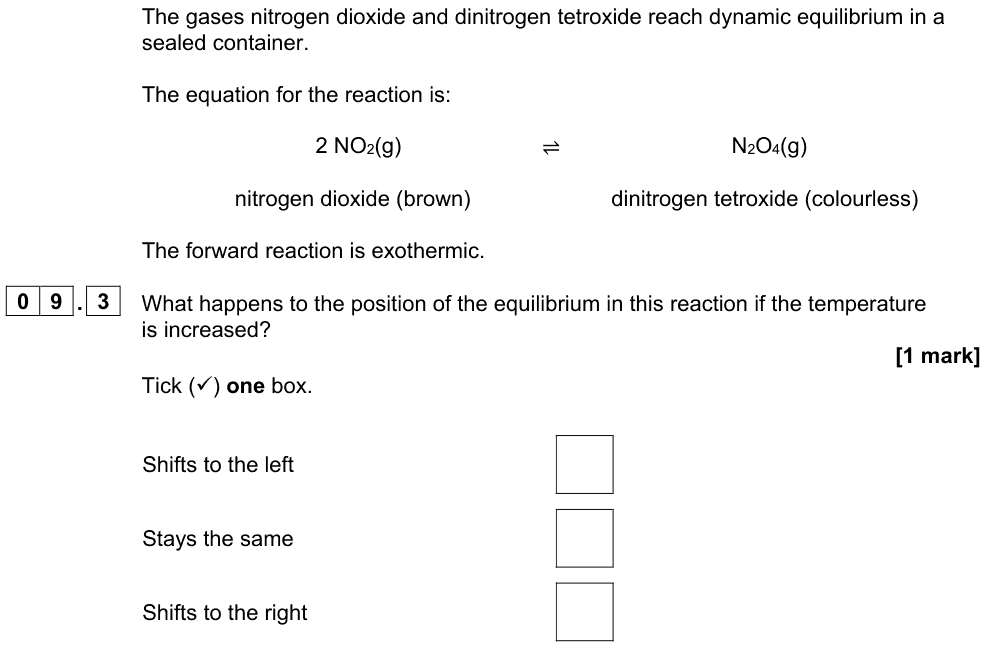 The gases nitrogen dioxide and dinitrogen tetroxide reach dynamic equilibrium in a
sealed container.
The equation for the reaction is:
2 NO₂(g) ⇌ N₂O₄(g)
nitrogen dioxide (brown) dinitrogen tetroxide (colourless)
The forward reaction is exothermic.
0 9 . 3 What happens to the position of the equilibrium in this reaction if the temperature
is increased?
[1 mark]
Tick (✓) one box.
Shifts to the left
Stays the same
Shifts to the right